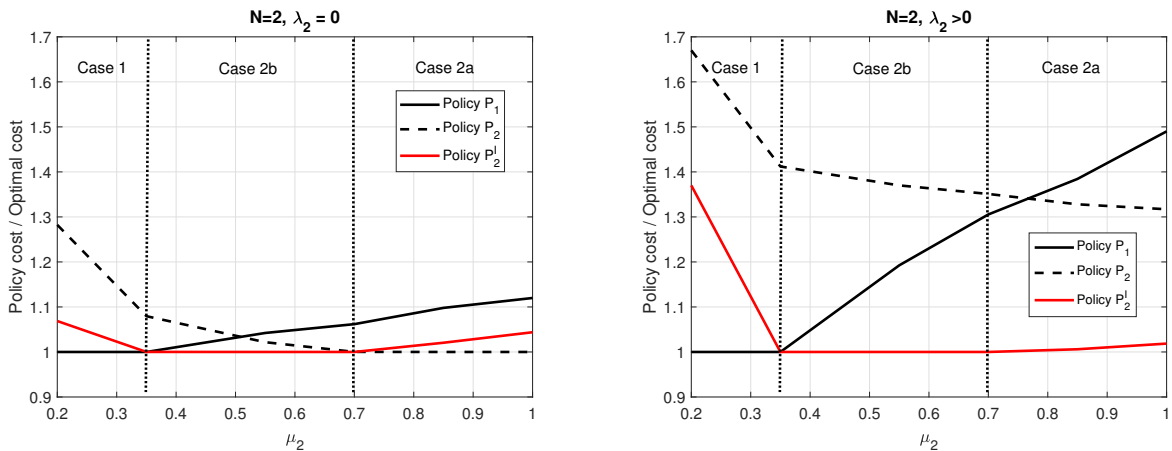 N=2, λ2 = 0
Policy cost / Optimal cost
1.7
1.6
1.5
1.4
1.3
1.2
1.1
1
0.9
Case 1
Case 2b
Case 2a
Policy P1
Policy P2
Policy P2^I
0.2 0.3 0.4 0.5 0.6 0.7 0.8 0.9 1
μ2
N=2, λ2 >0
Policy cost / Optimal cost
1.7
1.6
1.5
1.4
1.3
1.2
1.1
1
0.9
Case 1
Case 2b
Case 2a
Policy P1
Policy P2
Policy P2^I
0.2 0.3 0.4 0.5 0.6 0.7 0.8 0.9 1
μ2